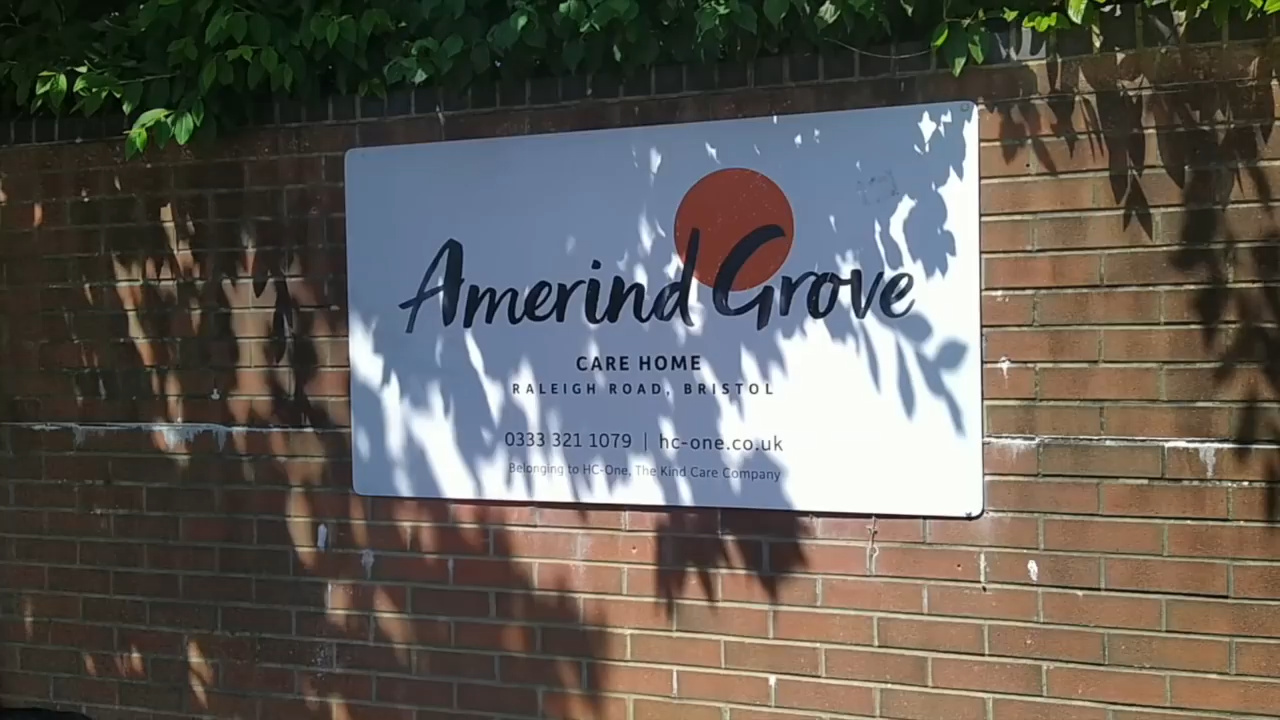 Amerind Grove
CARE HOME
RALEIGH ROAD, BRISTOL
0333 321 1079 | hc-one.co.uk
Belonging to HC-One, The Kind Care Company